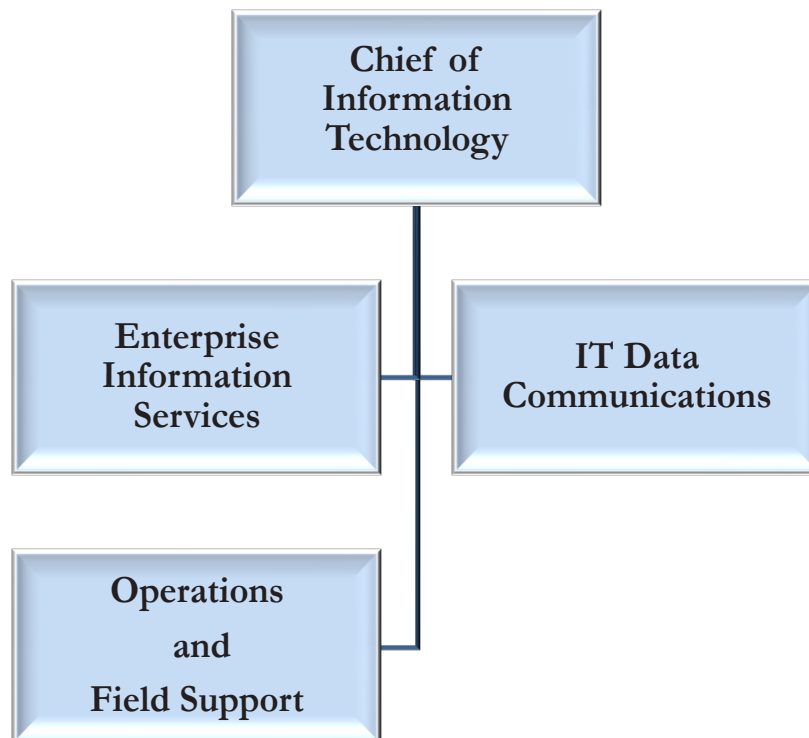 Chief of
Information
Technology
Enterprise
Information
Services
IT Data
Communications
Operations
and
Field Support